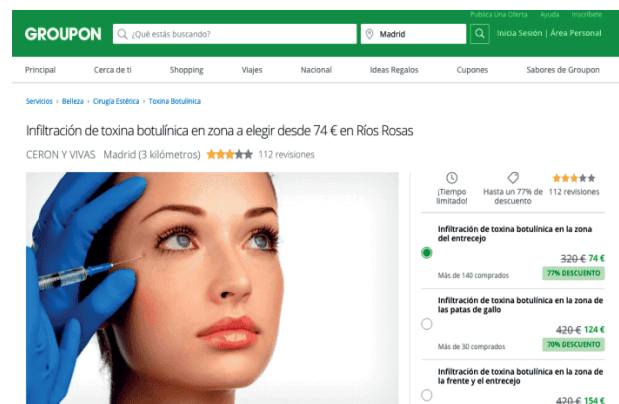 Publica Una Oferta Ayuda Inscríbete
GROUPON
¿Qué estás buscando?
Madrid
Inicia Sesión | Área Personal
Principal Cerca de ti Shopping Viajes Nacional Ideas Regalos Cupones Sabores de Groupon
Servicios › Belleza › Cirugía Estética › Toxina Botulínica
Infiltración de toxina botulínica en zona a elegir desde 74 € en Ríos Rosas
CERON Y VIVAS Madrid (3 kilómetros) 112 revisiones
¡Tiempo
limitado!
Hasta un 77% de
descuento
112 revisiones
Infiltración de toxina botulínica en la zona
del entrecejo
320 € 74 €
Más de 140 comprados
77% DESCUENTO
Infiltración de toxina botulínica en la zona de
las patas de gallo
420 € 124 €
Más de 30 comprados
70% DESCUENTO
Infiltración de toxina botulínica en la zona de
la frente y el entrecejo
420 € 154 €